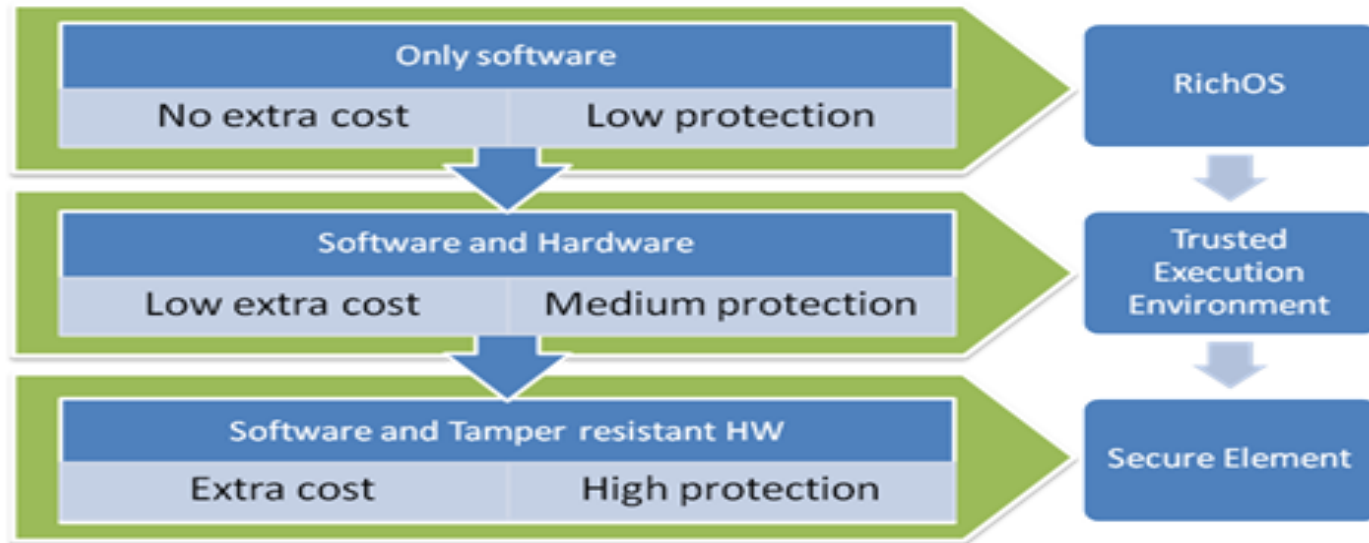 Only software
No extra cost
Low protection
RichOS
Software and Hardware
Low extra cost
Medium protection
Trusted
Execution
Environment
Software and Tamper resistant HW
Extra cost
High protection
Secure Element